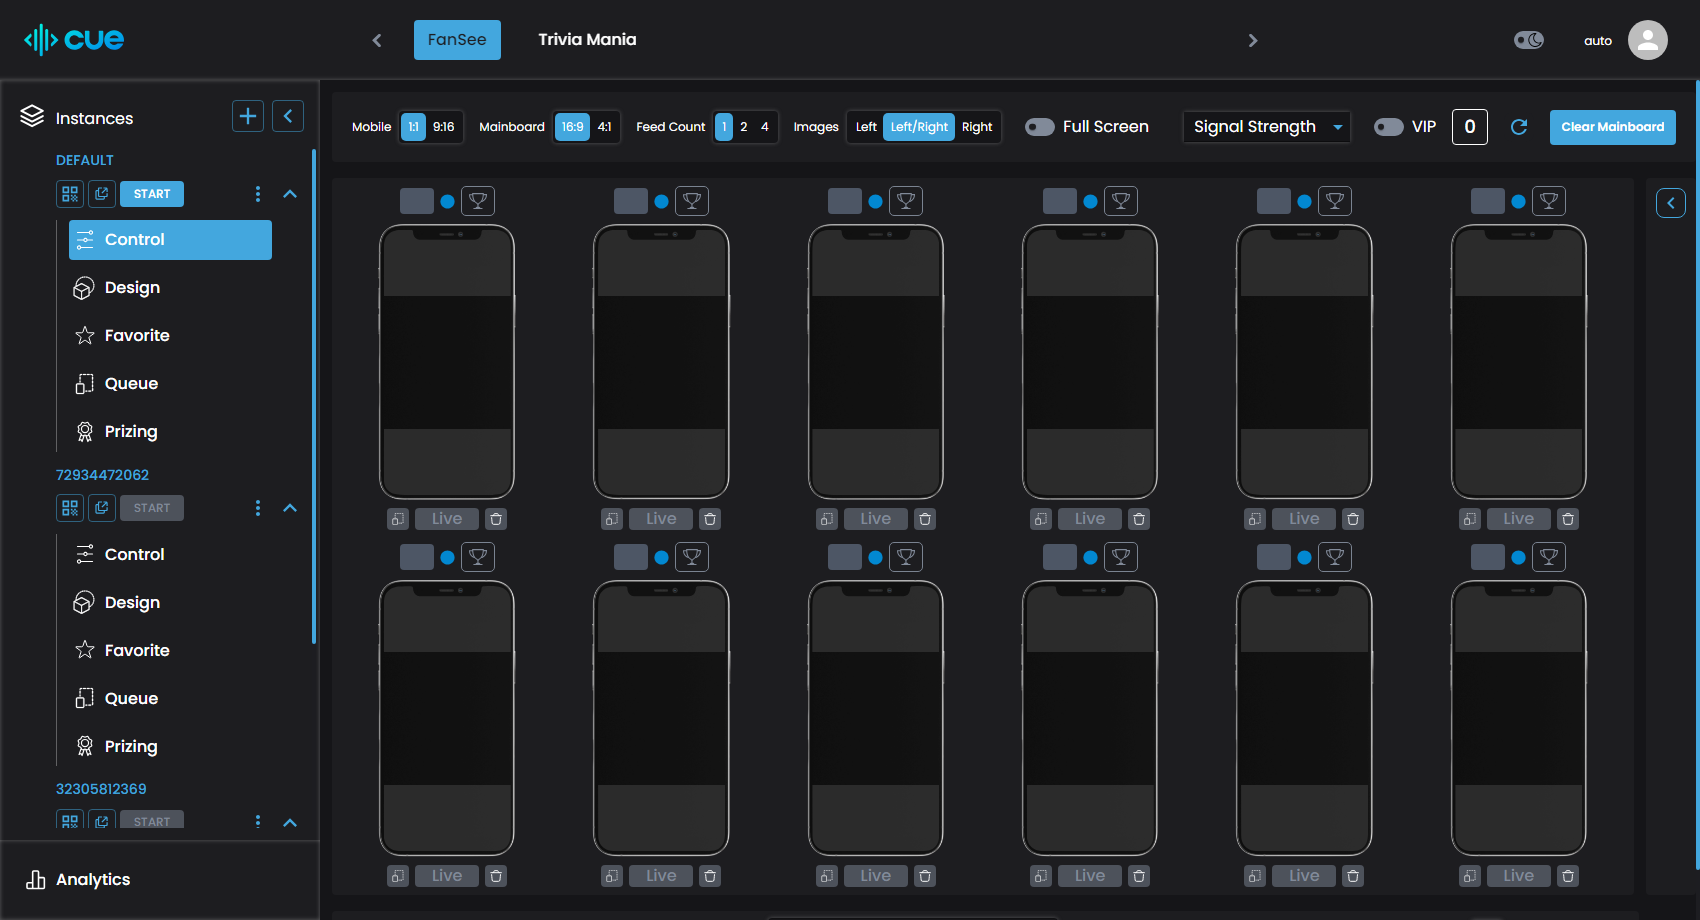 cue
FanSee
Trivia Mania
auto
Instances
DEFAULT
START
Control
Design
Favorite
Queue
Prizing
72934472062
START
Control
Design
Favorite
Queue
Prizing
32305812369
START
Analytics
Mobile 1:1 9:16 Mainboard 16:9 4:1 Feed Count 1 2 4 Images Left Left/Right Right Full Screen Signal Strength VIP 0 Clear Mainboard
Live Live Live Live Live Live
Live Live Live Live Live Live